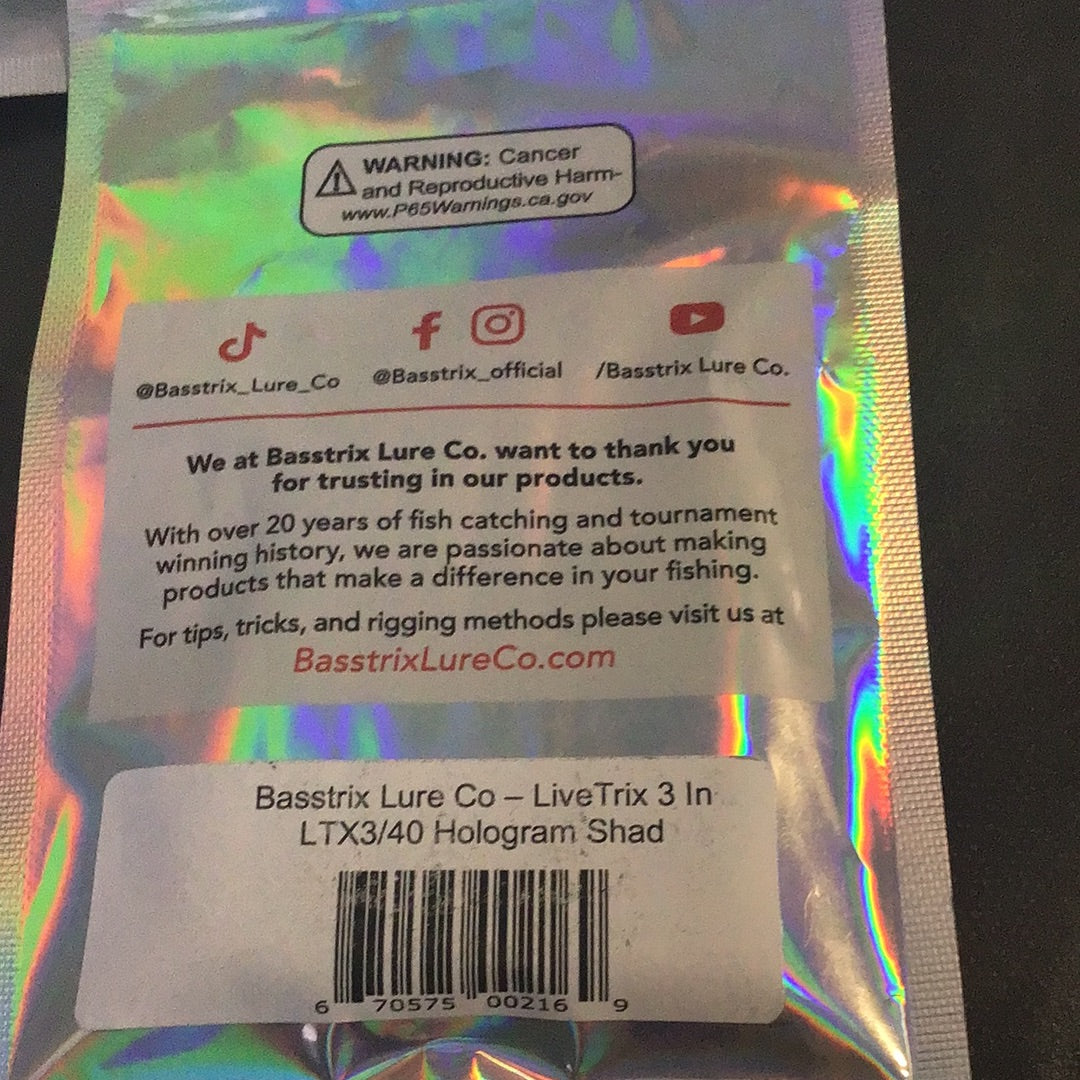 WARNING: Cancer
and Reproductive Harm-
www.P65Warnings.ca.gov
@Basstrix_Lure_Co @Basstrix_official /Basstrix Lure Co.
We at Basstrix Lure Co. want to thank you
for trusting in our products.
With over 20 years of fish catching and tournament
winning history, we are passionate about making
products that make a difference in your fishing.
For tips, tricks, and rigging methods please visit us at
BasstrixLureCo.com
Basstrix Lure Co – LiveTrix 3 In
LTX3/40 Hologram Shad
6 70575 00216 9